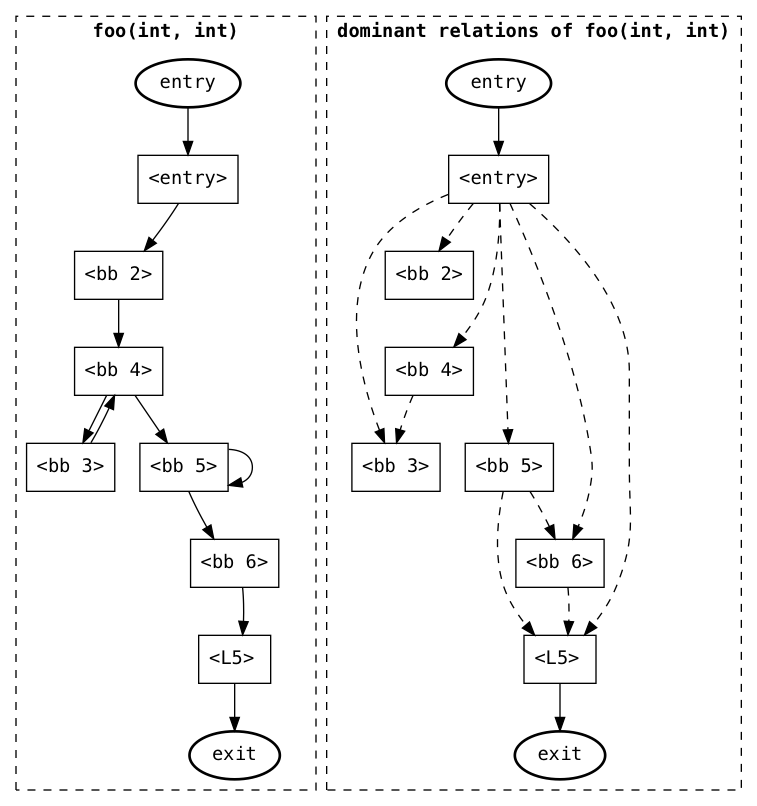 foo(int, int)
entry
<entry>
<bb 2>
<bb 4>
<bb 3>
<bb 5>
<bb 6>
<L5>
exit
dominant relations of foo(int, int)
entry
<entry>
<bb 2>
<bb 4>
<bb 3>
<bb 5>
<bb 6>
<L5>
exit